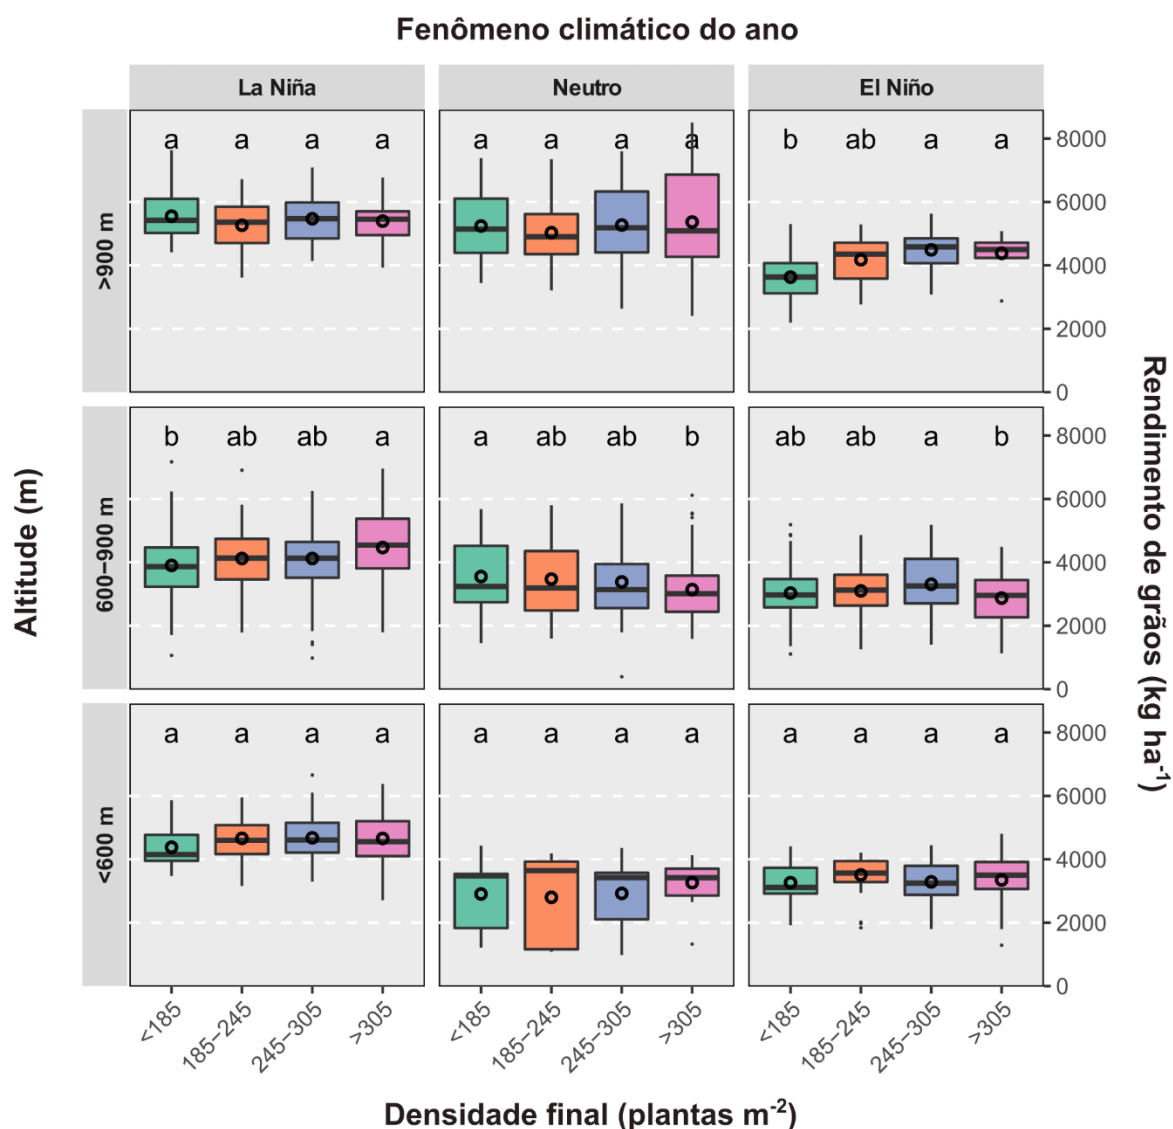 Fenômeno climático do ano
La Niña Neutro El Niño
>900 m
a a a a
a a a a
b ab a a
8000
6000
4000
2000
0
600−900 m
b ab ab a
a ab ab b
ab ab a b
8000
6000
4000
2000
0
<600 m
a a a a
a a a a
a a a a
8000
6000
4000
2000
0
Altitude (m)
Rendimento de grãos (kg ha⁻¹)
<185 185−245 245−305 >305
<185 185−245 245−305 >305
<185 185−245 245−305 >305
Densidade final (plantas m⁻²)